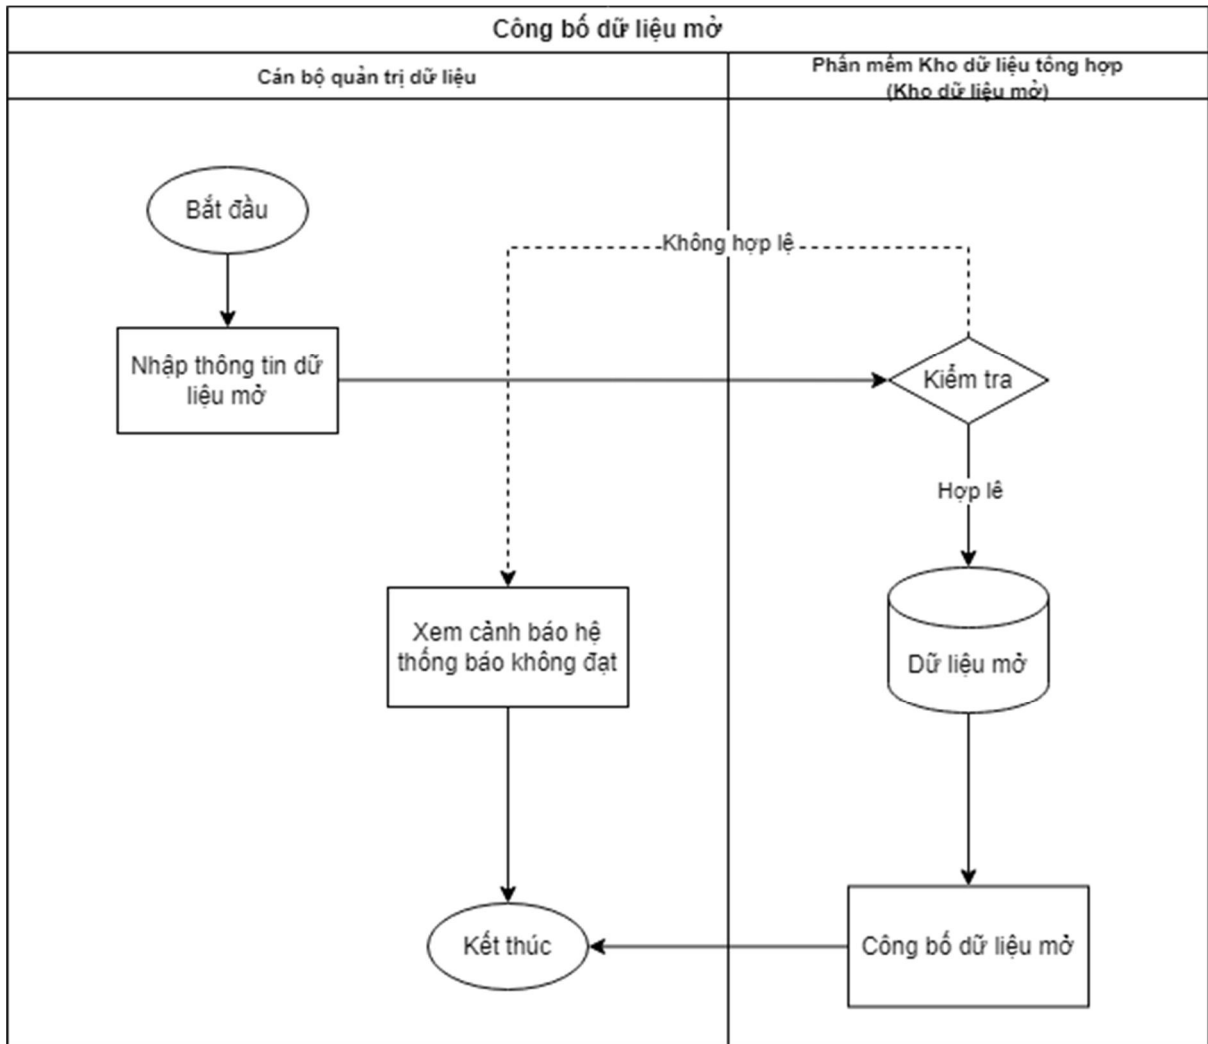 Công bố dữ liệu mở
Cán bộ quản trị dữ liệu
Phần mềm Kho dữ liệu tổng hợp
(Kho dữ liệu mở)
Bắt đầu
Không hợp lệ
Nhập thông tin dữ
liệu mở
Kiểm tra
Hợp lê
Xem cảnh báo hệ
thống báo không đạt
Dữ liệu mở
Kết thúc
Công bố dữ liệu mở